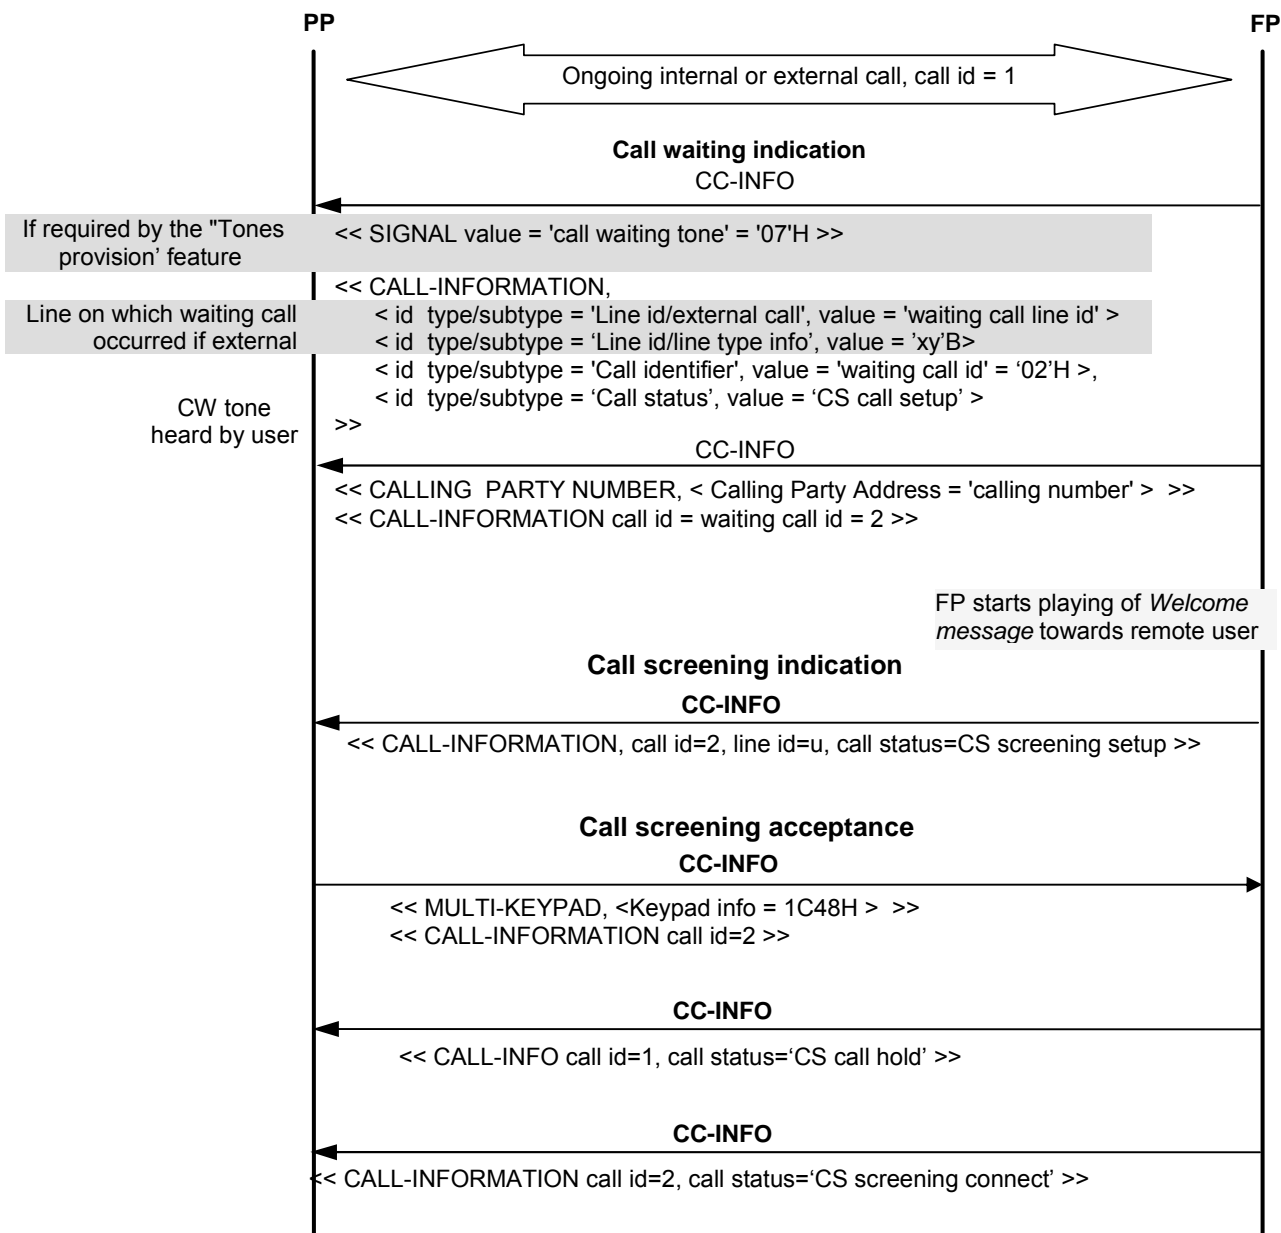 PP
FP
Ongoing internal or external call, call id = 1
Call waiting indication
CC-INFO
If required by the "Tones
provision’ feature
<< SIGNAL value = 'call waiting tone' = '07'H >>
<< CALL-INFORMATION,
Line on which waiting call
occurred if external
< id type/subtype = 'Line id/external call', value = 'waiting call line id' >
< id type/subtype = ‘Line id/line type info’, value = ’xy’B>
< id type/subtype = 'Call identifier', value = 'waiting call id' = ‘02’H >,
< id type/subtype = ‘Call status’, value = ‘CS call setup’ >
>>
CW tone
heard by user
CC-INFO
<< CALLING PARTY NUMBER, < Calling Party Address = 'calling number' > >>
<< CALL-INFORMATION call id = waiting call id = 2 >>
FP starts playing of Welcome
message towards remote user
Call screening indication
CC-INFO
<< CALL-INFORMATION, call id=2, line id=u, call status=CS screening setup >>
Call screening acceptance
CC-INFO
<< MULTI-KEYPAD, <Keypad info = 1C48H > >>
<< CALL-INFORMATION call id=2 >>
CC-INFO
<< CALL-INFO call id=1, call status=‘CS call hold’ >>
CC-INFO
<< CALL-INFORMATION call id=2, call status=‘CS screening connect’ >>